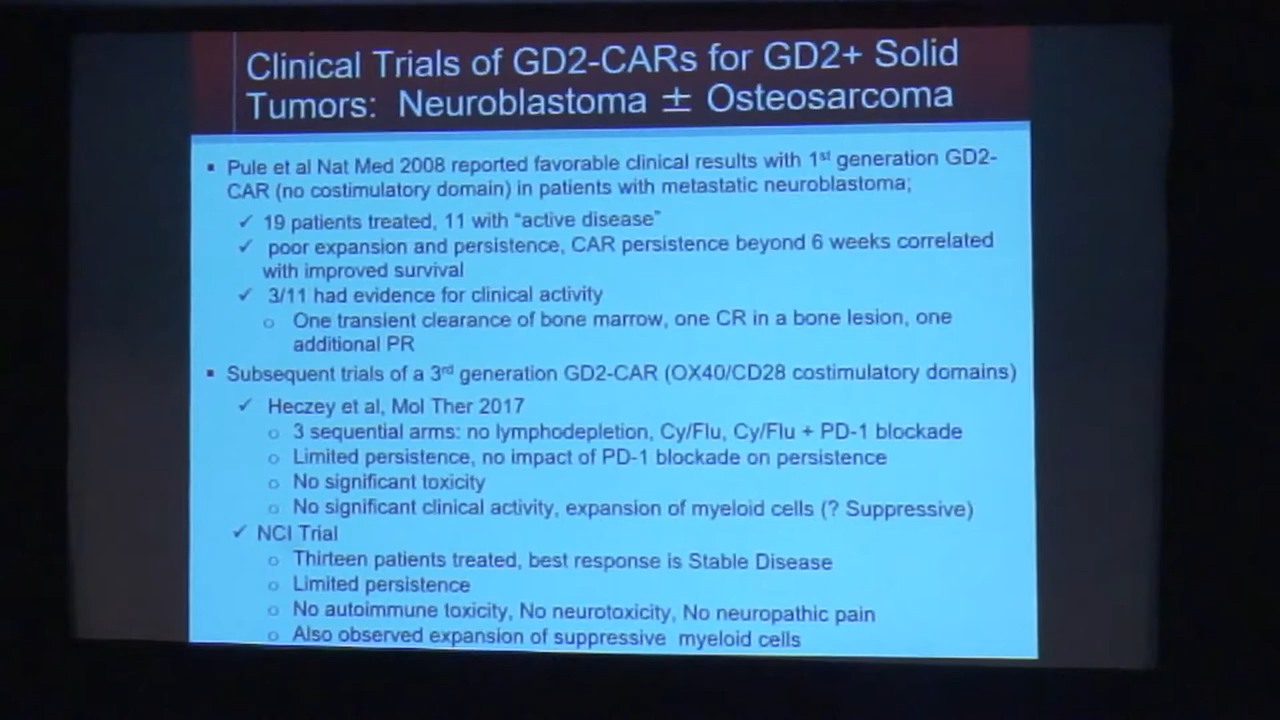 Clinical Trials of GD2-CARs for GD2+ Solid
Tumors: Neuroblastoma ± Osteosarcoma
▪ Pule et al Nat Med 2008 reported favorable clinical results with 1st generation GD2-
CAR (no costimulatory domain) in patients with metastatic neuroblastoma;
✓ 19 patients treated, 11 with “active disease”
✓ poor expansion and persistence, CAR persistence beyond 6 weeks correlated
with improved survival
✓ 3/11 had evidence for clinical activity
o One transient clearance of bone marrow, one CR in a bone lesion, one
additional PR
▪ Subsequent trials of a 3rd generation GD2-CAR (OX40/CD28 costimulatory domains)
✓ Heczey et al, Mol Ther 2017
o 3 sequential arms: no lymphodepletion, Cy/Flu, Cy/Flu + PD-1 blockade
o Limited persistence, no impact of PD-1 blockade on persistence
o No significant toxicity
o No significant clinical activity, expansion of myeloid cells (? Suppressive)
✓ NCI Trial
o Thirteen patients treated, best response is Stable Disease
o Limited persistence
o No autoimmune toxicity, No neurotoxicity, No neuropathic pain
o Also observed expansion of suppressive myeloid cells